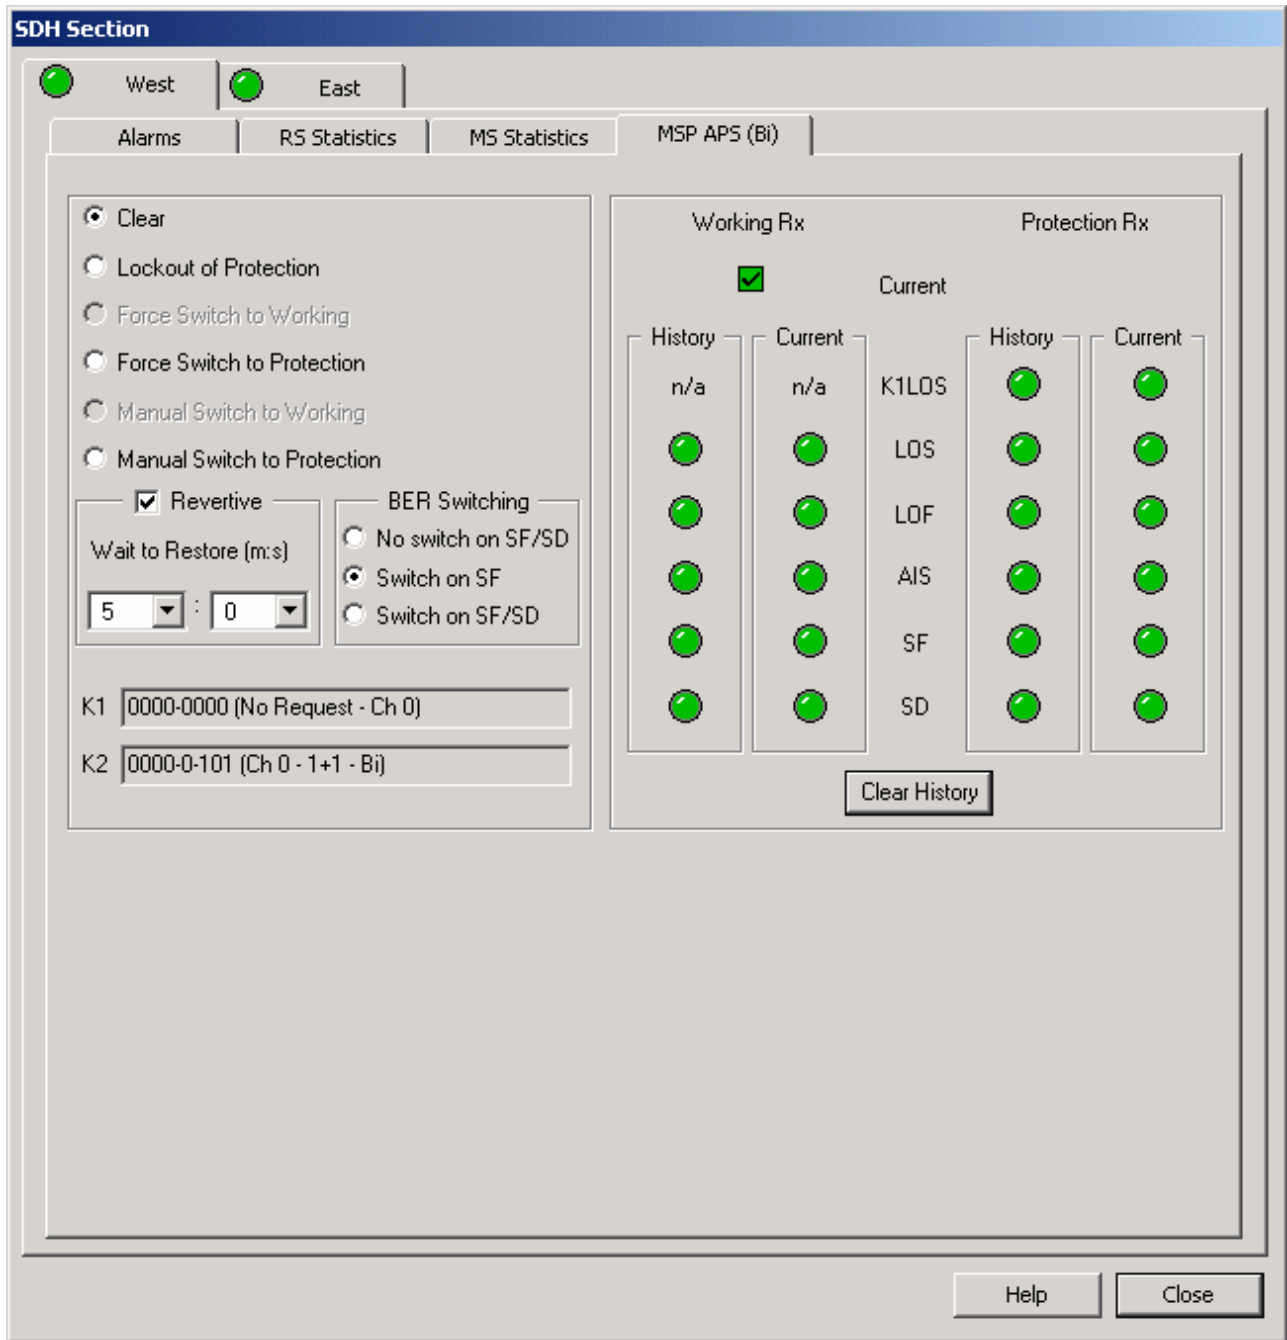 SDH Section
West East
Alarms RS Statistics MS Statistics MSP APS (Bi)
Clear
Lockout of Protection
Force Switch to Working
Force Switch to Protection
Manual Switch to Working
Manual Switch to Protection
Revertive
Wait to Restore (m:s)
5 : 0
BER Switching
No switch on SF/SD
Switch on SF
Switch on SF/SD
K1 0000-0000 (No Request - Ch 0)
K2 0000-0-101 (Ch 0 - 1+1 - Bi)
Working Rx Protection Rx
Current
History Current History Current
n/a n/a K1LOS
LOS
LOF
AIS
SF
SD
Clear History
Help Close